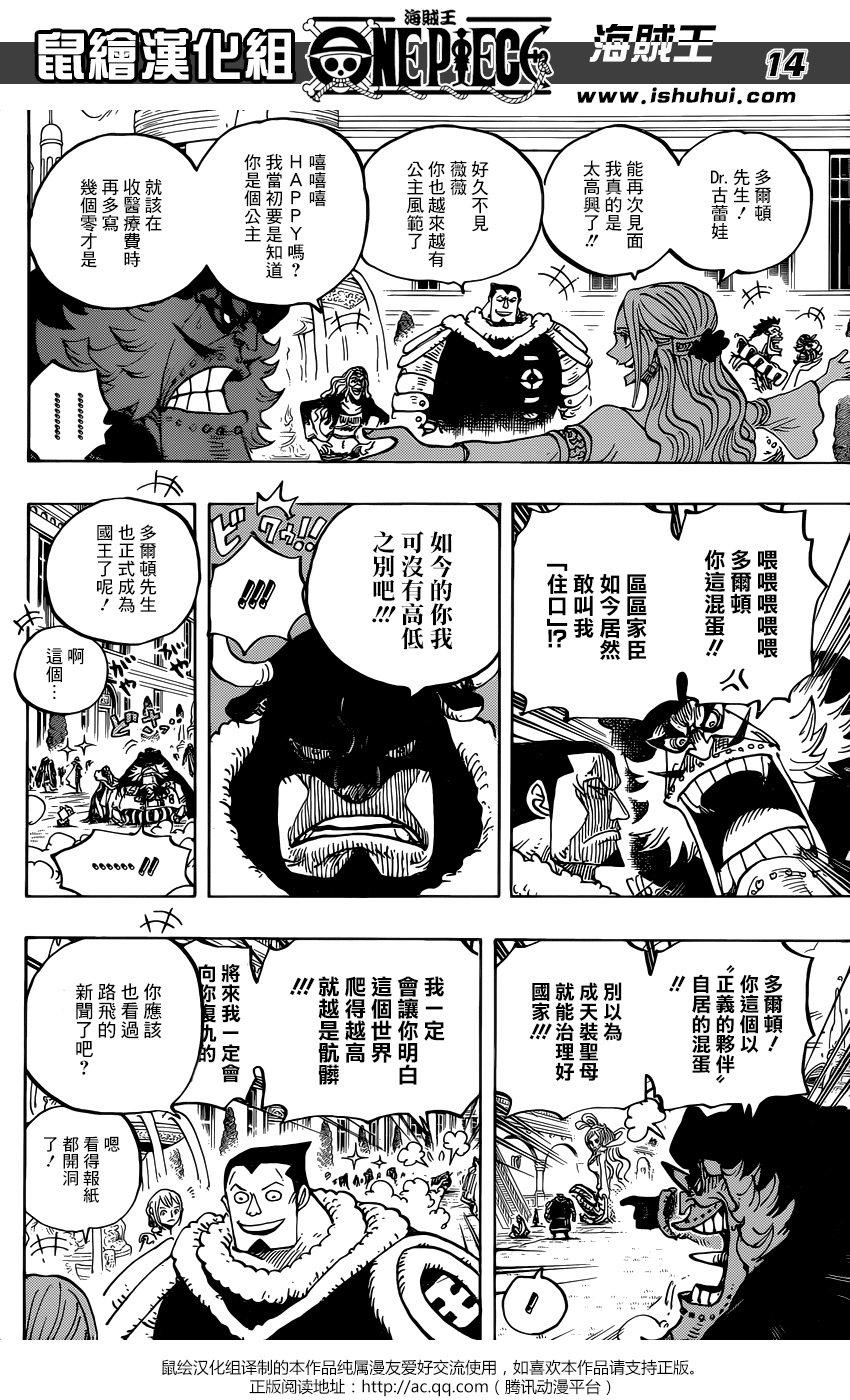 鼠繪漢化組
海賊王
ONE PIECE
海賊王
14
www.ishuhui.com
多爾頓
先生！
Dr.古蕾娃
能再次見面
我真的是
太高興了!!
好久不見
薇薇
你也越來越有
公主風範了
嘻嘻嘻
HAPPY嗎？
我當初要是知道
你是個公主
就該在
收醫療費時
再多寫
幾個零才是
喂喂喂喂喂
多爾頓
你這混蛋!!
區區家臣
如今居然
敢叫我
「住口」!?
如今的你我
可沒有高低
之別吧!!!
!!!
ビクゥ!!
多爾頓先生
也正式成為
國王了呢！
啊
這個…
……!!
多爾頓！
你這個以
〝正義的夥伴〞
自居的混蛋
!!
別以為
成天裝聖母
就能治理好
國家!!!
！
我一定
會讓你明白
這個世界
爬得越高
就越是骯髒
!!!
將來我一定會
向你復仇的
你應該
也看過
路飛的
新聞了吧？
嗯
看得報紙
都開洞
了！
鼠绘汉化组译制的本作品纯属漫友爱好交流使用，如喜欢本作品请支持正版。
正版阅读地址：http://ac.qq.com（腾讯动漫平台）